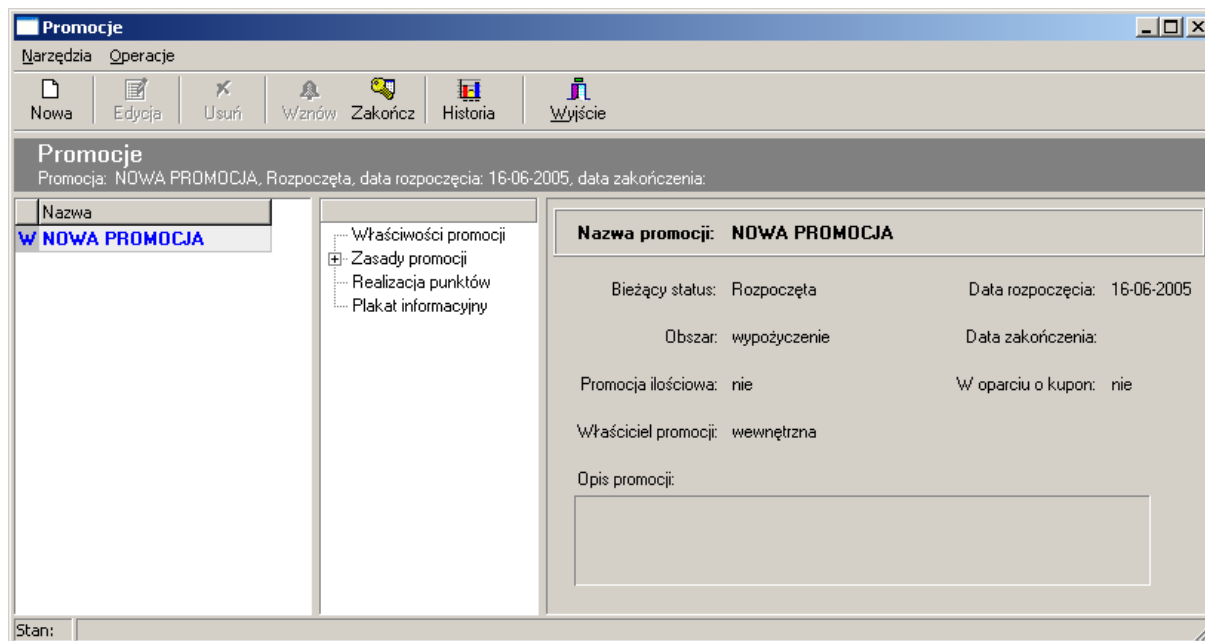 Promocje
Narzędzia Operacje
Nowa Edycja Usuń Wznów Zakończ Historia Wyjście
Promocje
Promocja: NOWA PROMOCJA, Rozpoczęta, data rozpoczęcia: 16-06-2005, data zakończenia:
Nazwa
W NOWA PROMOCJA
Właściwości promocji
Zasady promocji
Realizacja punktów
Plakat informacyjny
Nazwa promocji: NOWA PROMOCJA
Bieżący status: Rozpoczęta Data rozpoczęcia: 16-06-2005
Obszar: wypożyczenie Data zakończenia:
Promocja ilościowa: nie W oparciu o kupon: nie
Właściciel promocji: wewnętrzna
Opis promocji:
Stan: